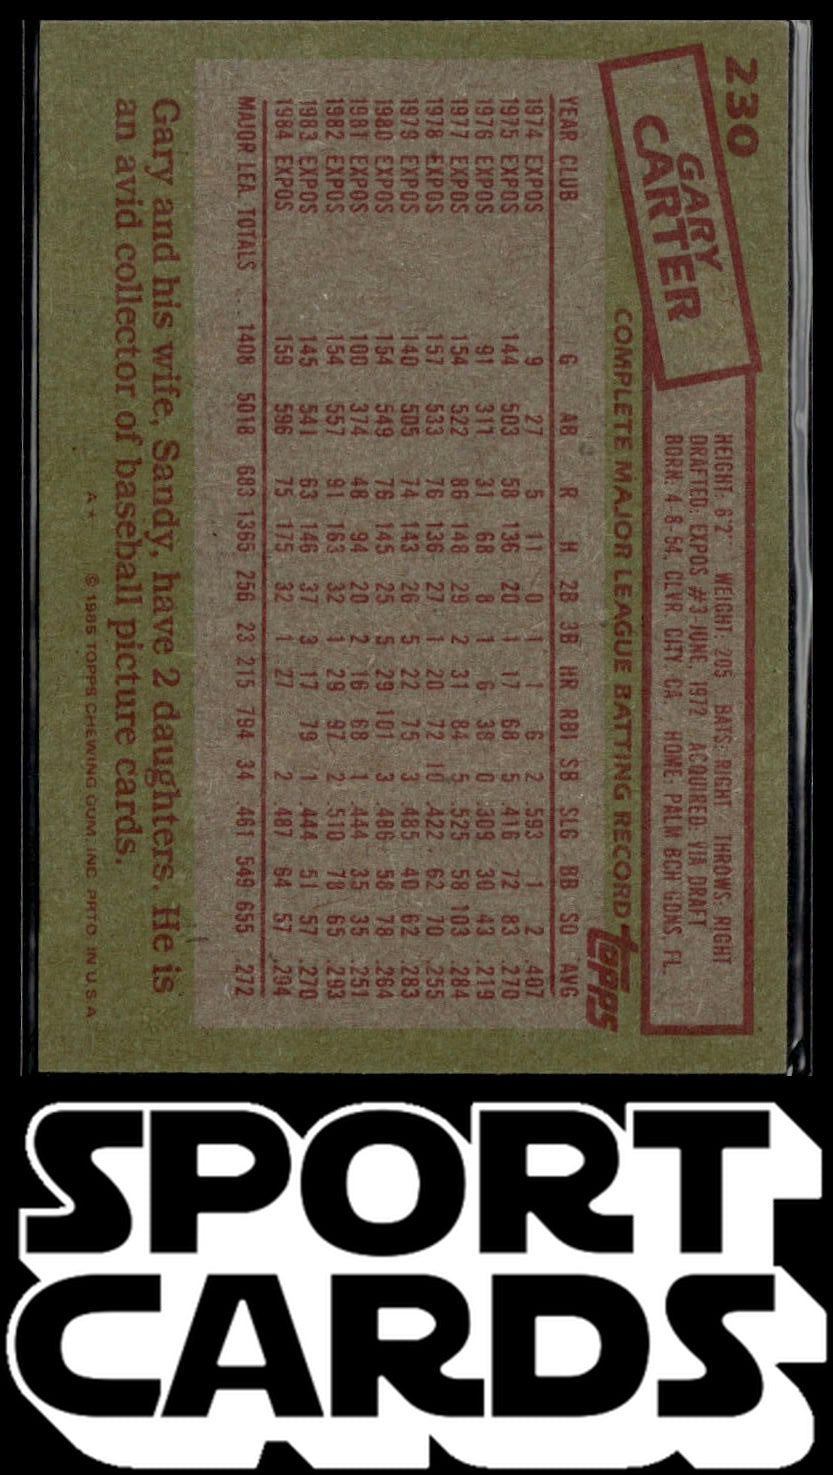 230
GARY
CARTER
HEIGHT: 6'2" WEIGHT: 205 BATS: RIGHT THROWS: RIGHT
DRAFTED: EXPOS #3-JUNE, 1972 ACQUIRED: VIA DRAFT
BORN: 4-8-54, CLVR. CITY, CA. HOME: PALM BCH GDNS, FL.
COMPLETE MAJOR LEAGUE BATTING RECORD
topps
YEAR CLUB G AB R H 2B 3B HR RBI SB SLG BB SO AVG
1974 EXPOS 9 27 5 11 0 1 1 6 2 .593 1 2 .407
1975 EXPOS 144 503 58 136 20 1 17 68 5 .416 72 83 .270
1976 EXPOS 91 311 31 68 8 1 6 38 0 .309 30 43 .219
1977 EXPOS 154 522 86 148 29 2 31 84 5 .525 58 103 .284
1978 EXPOS 157 533 76 136 27 1 20 72 10 .422 62 70 .255
1979 EXPOS 140 505 74 143 26 5 22 75 3 .485 40 62 .283
1980 EXPOS 154 549 76 145 25 5 29 101 3 .486 58 78 .264
1981 EXPOS 100 374 48 94 20 2 16 68 1 .444 35 35 .251
1982 EXPOS 154 557 91 163 32 1 29 97 2 .510 78 65 .293
1983 EXPOS 145 541 63 146 37 3 17 79 1 .444 51 57 .270
1984 EXPOS 159 596 75 175 32 1 27 2 .487 64 57 .294
MAJOR LEA. TOTALS ... 1408 5018 683 1365 256 23 215 794 34 .461 549 655 .272
Gary and his wife, Sandy, have 2 daughters. He is
an avid collector of baseball picture cards.
A* © 1985 TOPPS CHEWING GUM, INC. PRTD. IN U.S.A.
SPORT
CARDS